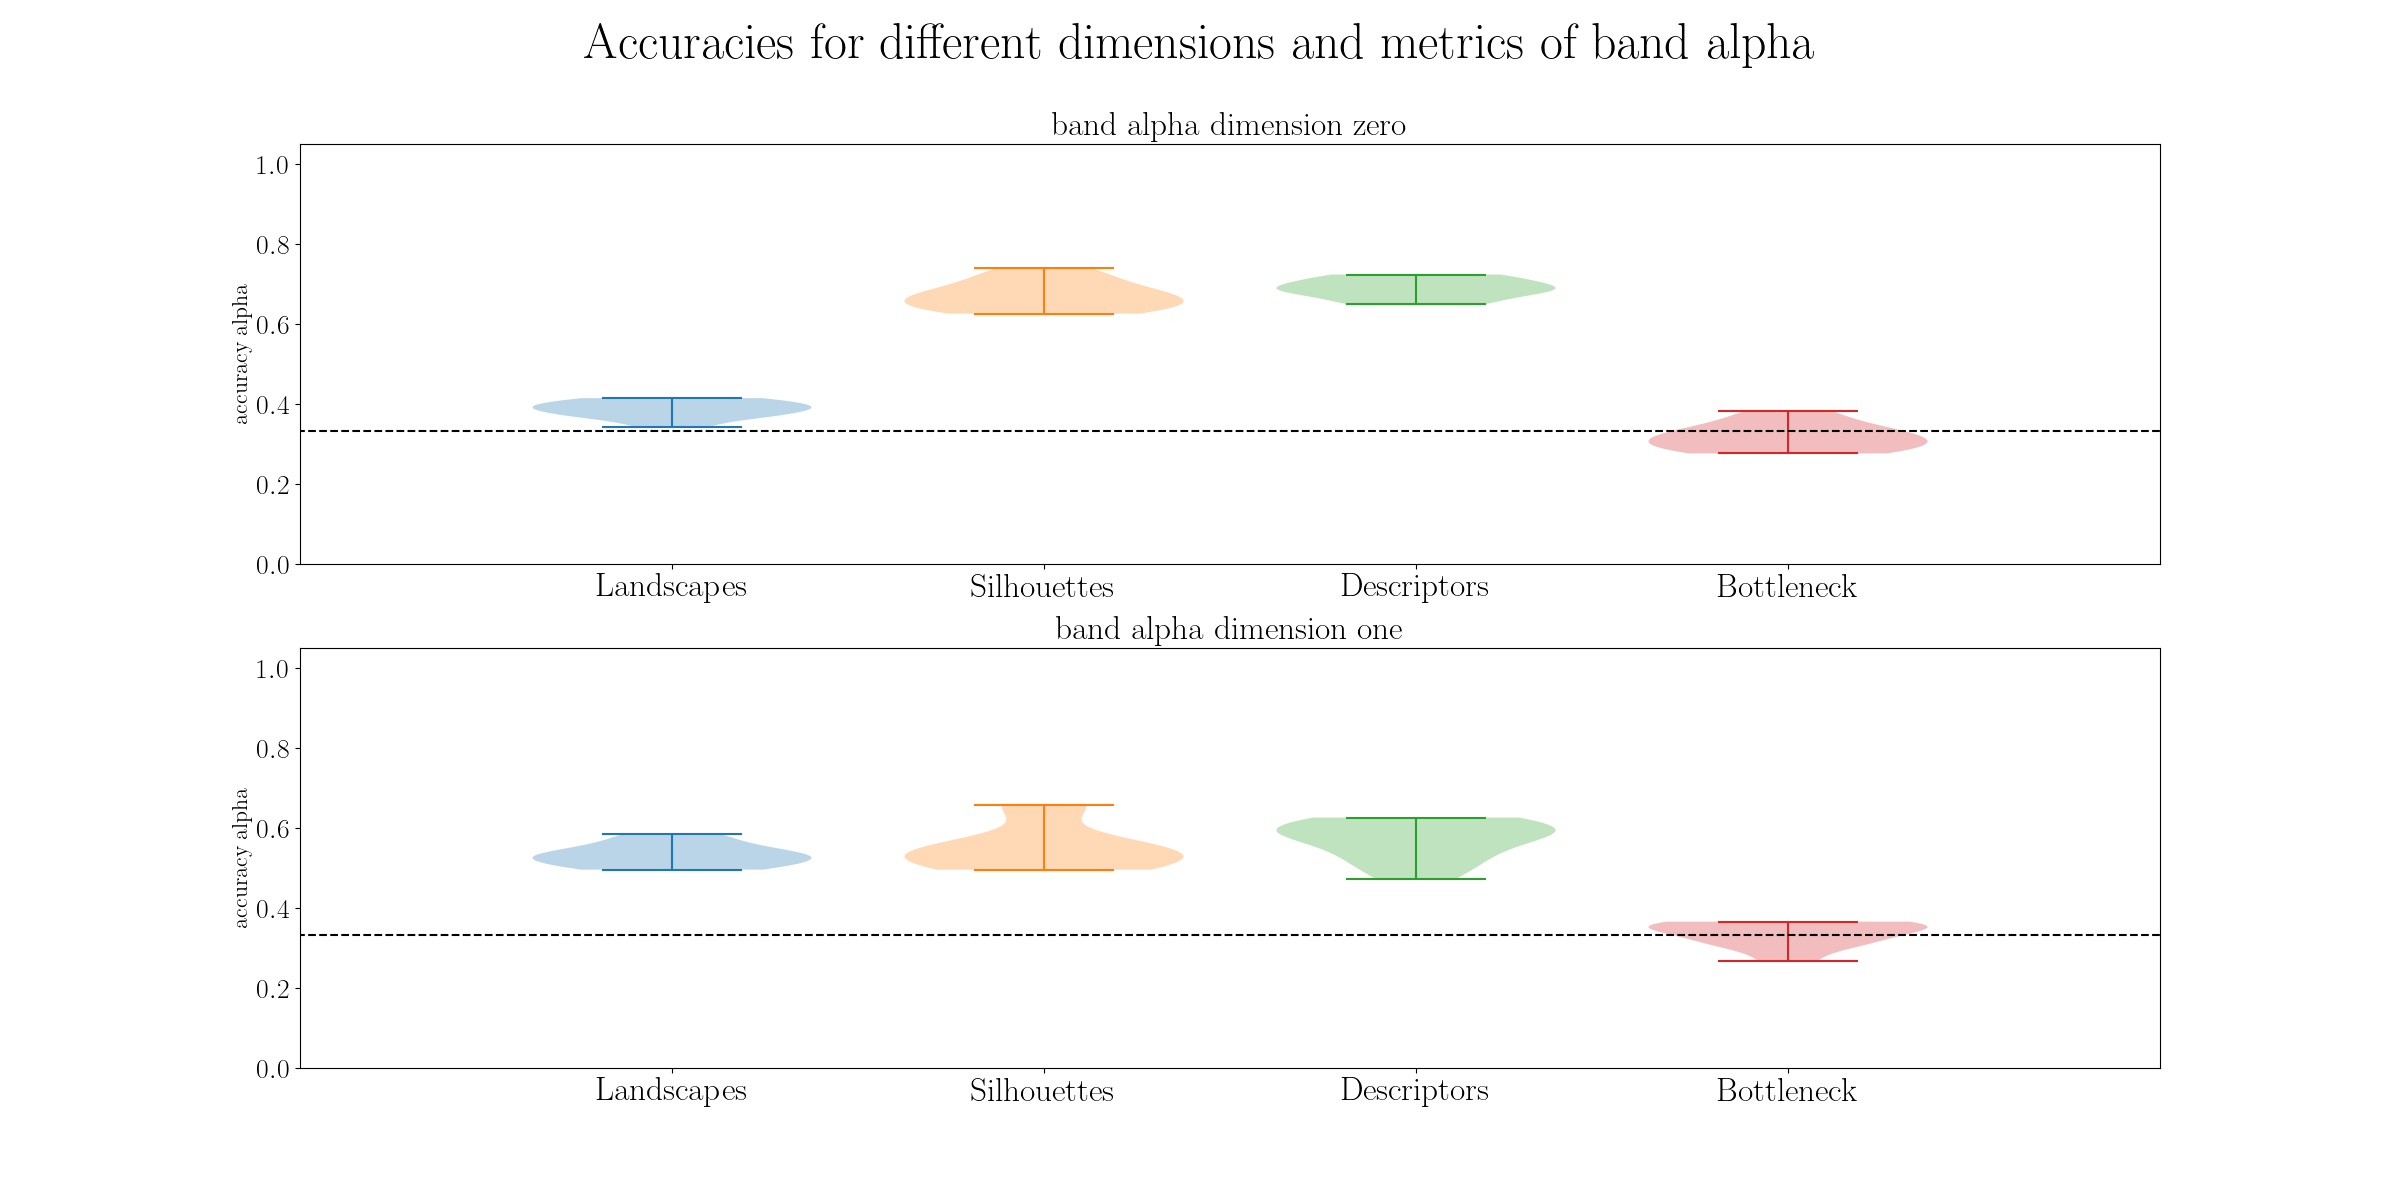 Accuracies for different dimensions and metrics of band alpha
band alpha dimension zero
accuracy alpha
1.0
0.8
0.6
0.4
0.2
0.0
Landscapes Silhouettes Descriptors Bottleneck
band alpha dimension one
accuracy alpha
1.0
0.8
0.6
0.4
0.2
0.0
Landscapes Silhouettes Descriptors Bottleneck